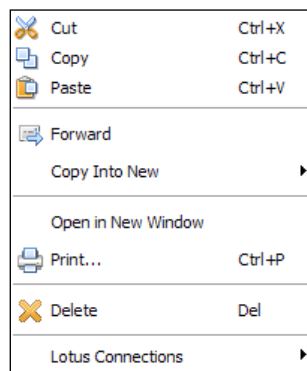 Cut Ctrl+X
Copy Ctrl+C
Paste Ctrl+V
Forward
Copy Into New
Open in New Window
Print... Ctrl+P
Delete Del
Lotus Connections